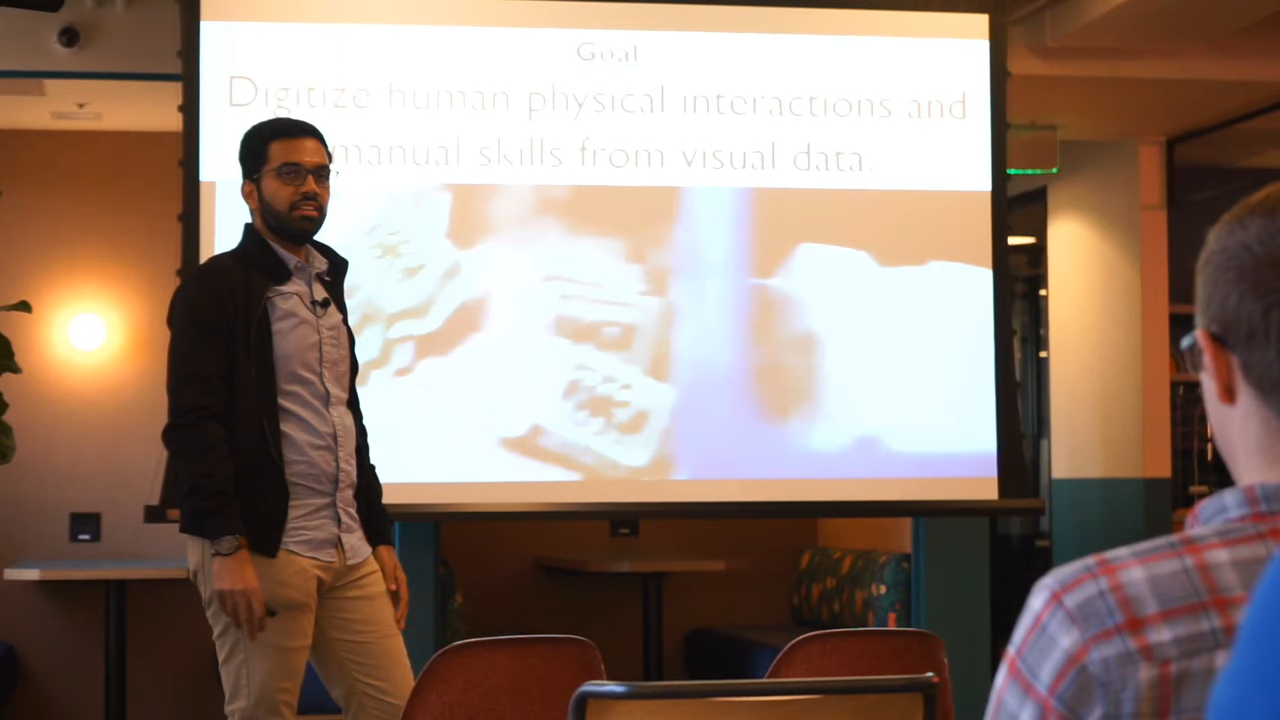 Goal
Digitize human physical interactions and
manual skills from visual data.